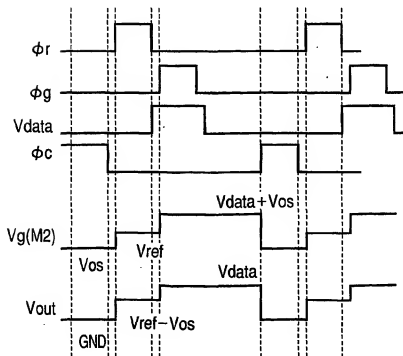 φr
φg
Vdata
φc
Vdata+Vos
Vg(M2)
Vos
Vref
Vdata
Vout
Vref−Vos
GND